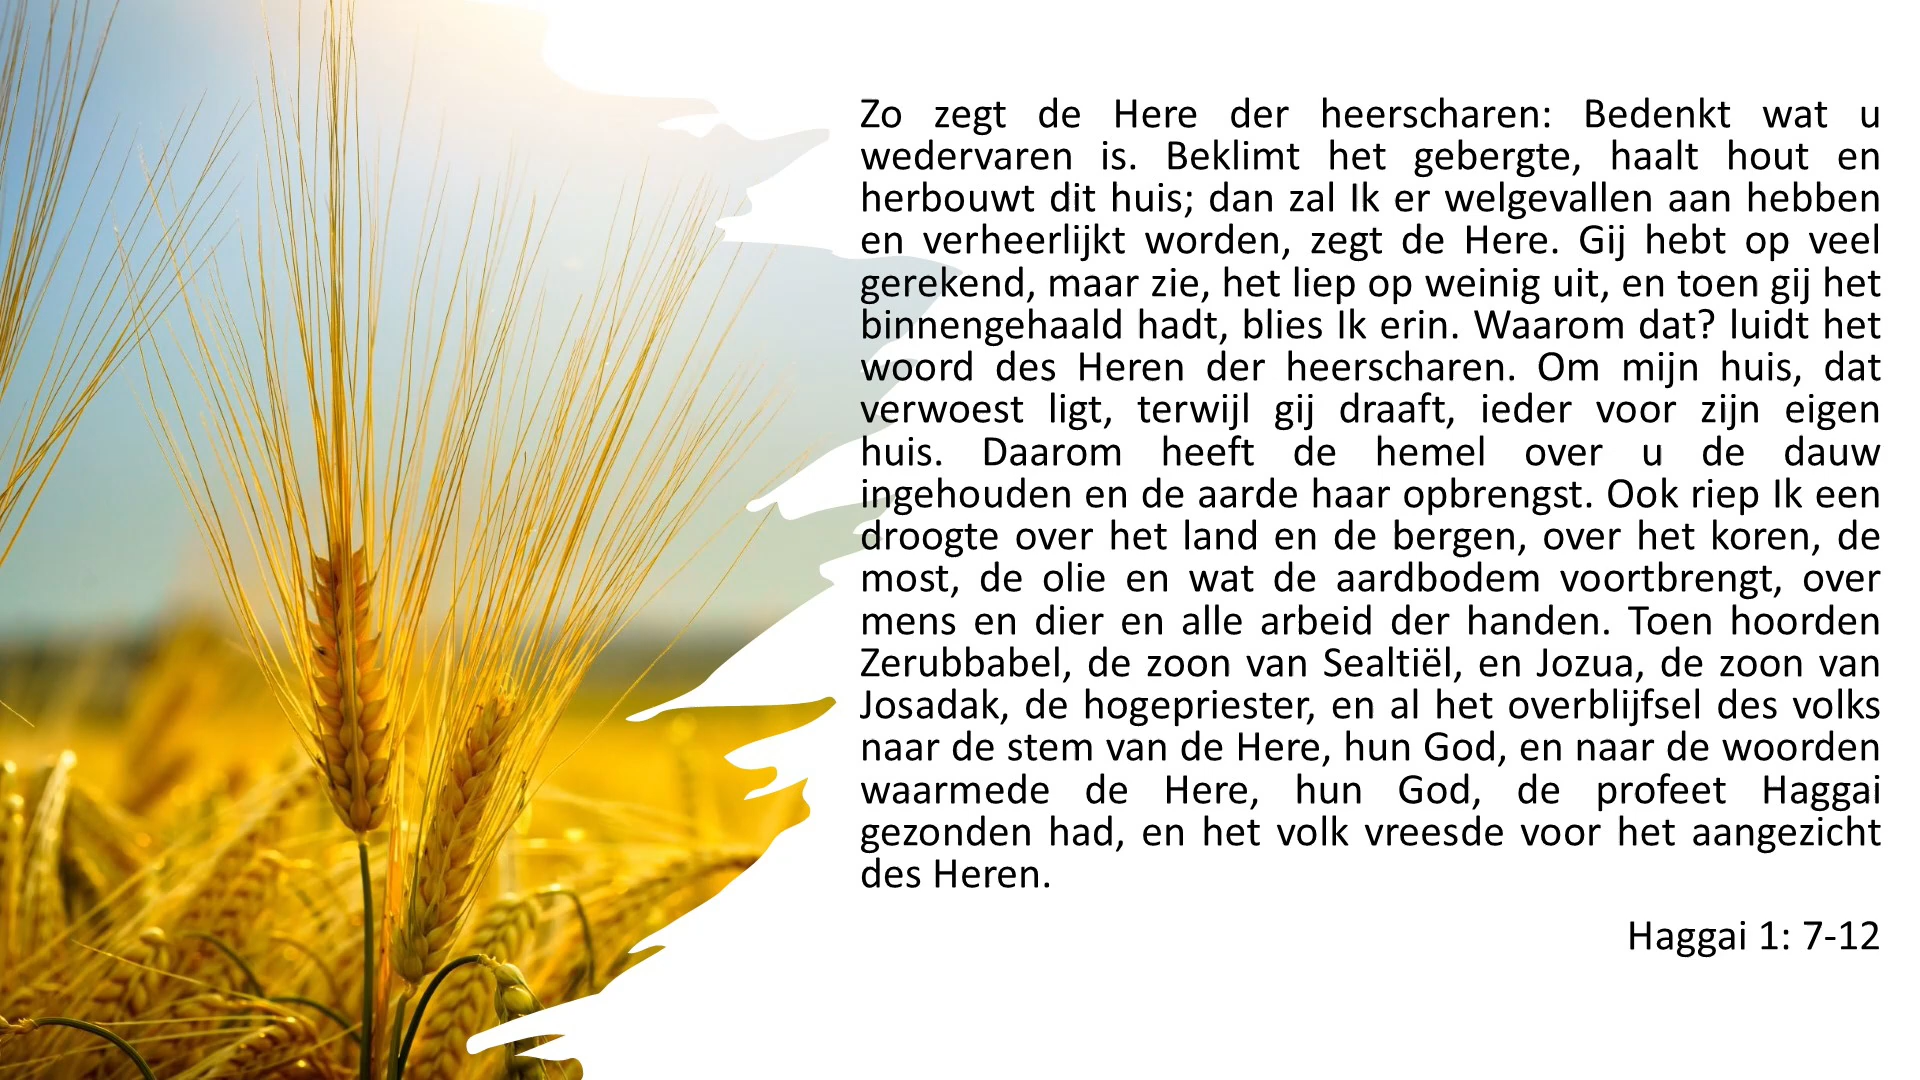 Zo zegt de Here der heerscharen: Bedenkt wat u
wedervaren is. Beklimt het gebergte, haalt hout en
herbouwt dit huis; dan zal Ik er welgevallen aan hebben
en verheerlijkt worden, zegt de Here. Gij hebt op veel
gerekend, maar zie, het liep op weinig uit, en toen gij het
binnengehaald hadt, blies Ik erin. Waarom dat? luidt het
woord des Heren der heerscharen. Om mijn huis, dat
verwoest ligt, terwijl gij draaft, ieder voor zijn eigen
huis. Daarom heeft de hemel over u de dauw
ingehouden en de aarde haar opbrengst. Ook riep Ik een
droogte over het land en de bergen, over het koren, de
most, de olie en wat de aardbodem voortbrengt, over
mens en dier en alle arbeid der handen. Toen hoorden
Zerubbabel, de zoon van Sealtiël, en Jozua, de zoon van
Josadak, de hogepriester, en al het overblijfsel des volks
naar de stem van de Here, hun God, en naar de woorden
waarmede de Here, hun God, de profeet Haggai
gezonden had, en het volk vreesde voor het aangezicht
des Heren.
Haggai 1: 7-12